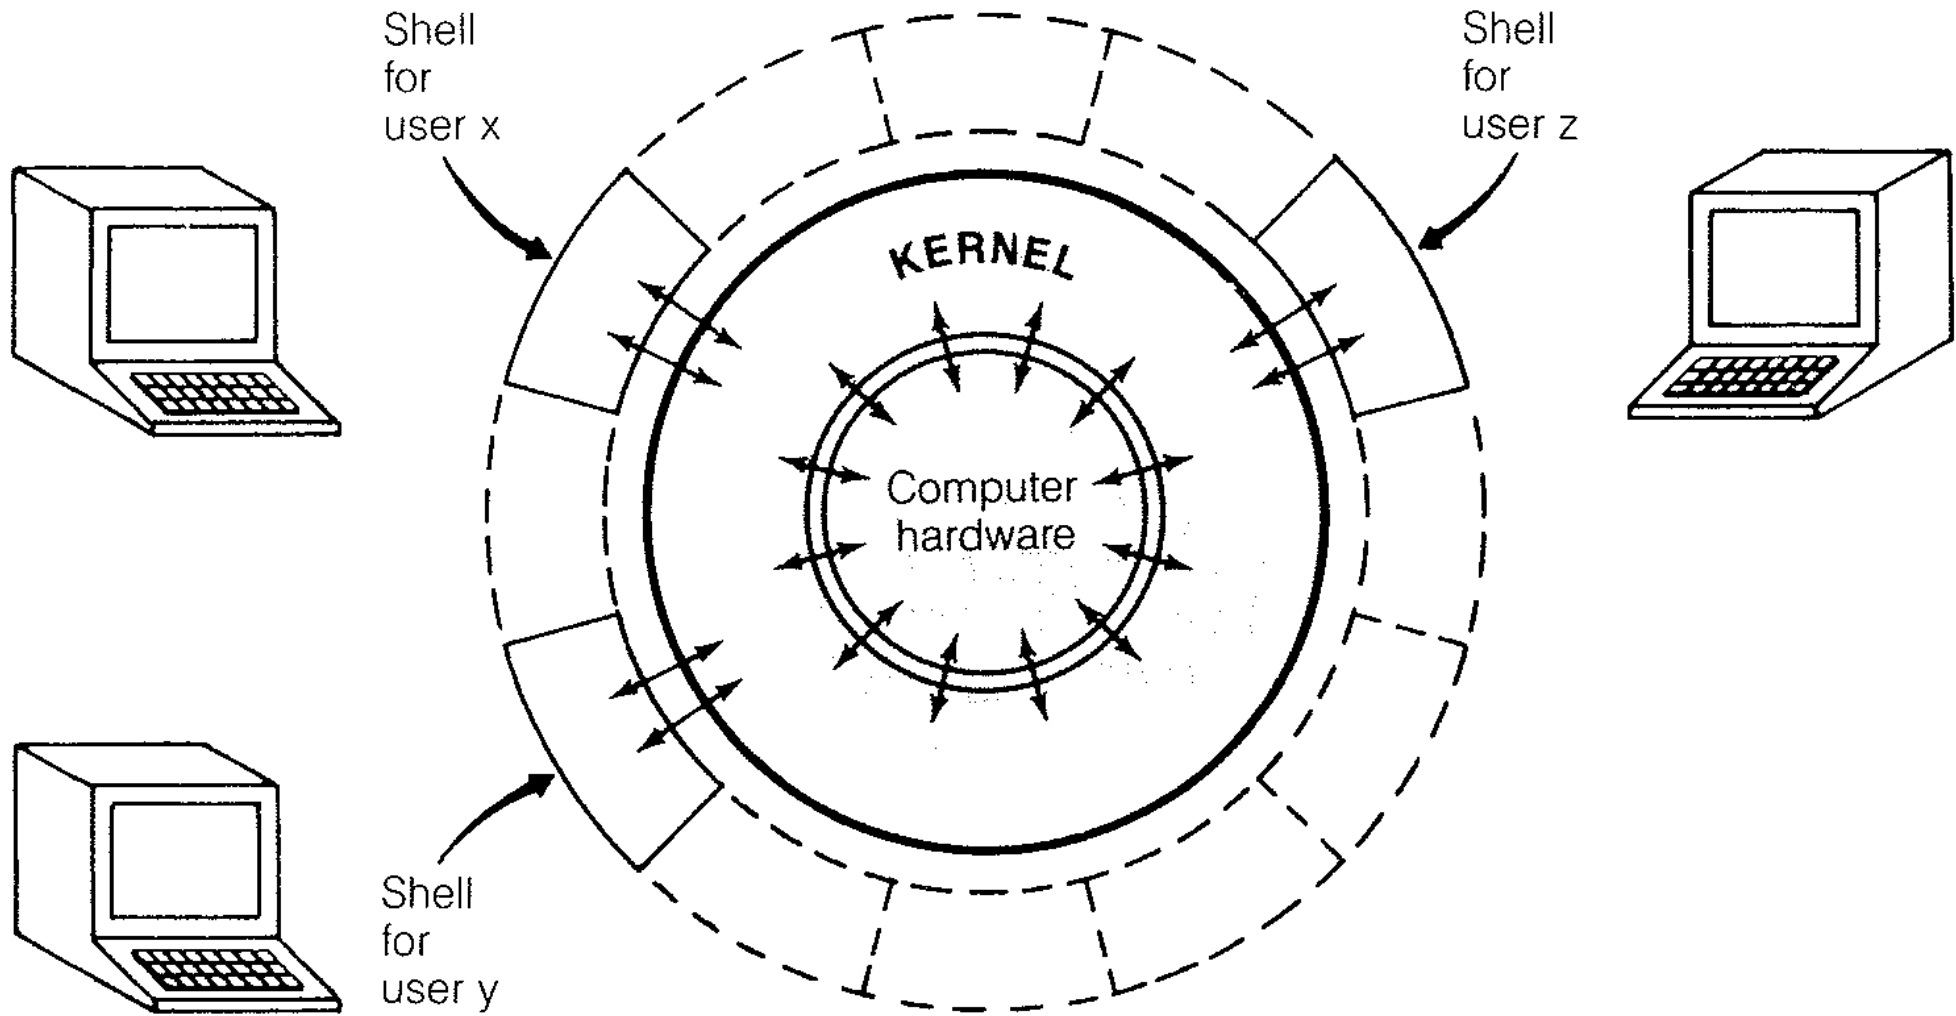 Shell
for
user x
Shell
for
user z
KERNEL
Computer
hardware
Shell
for
user y